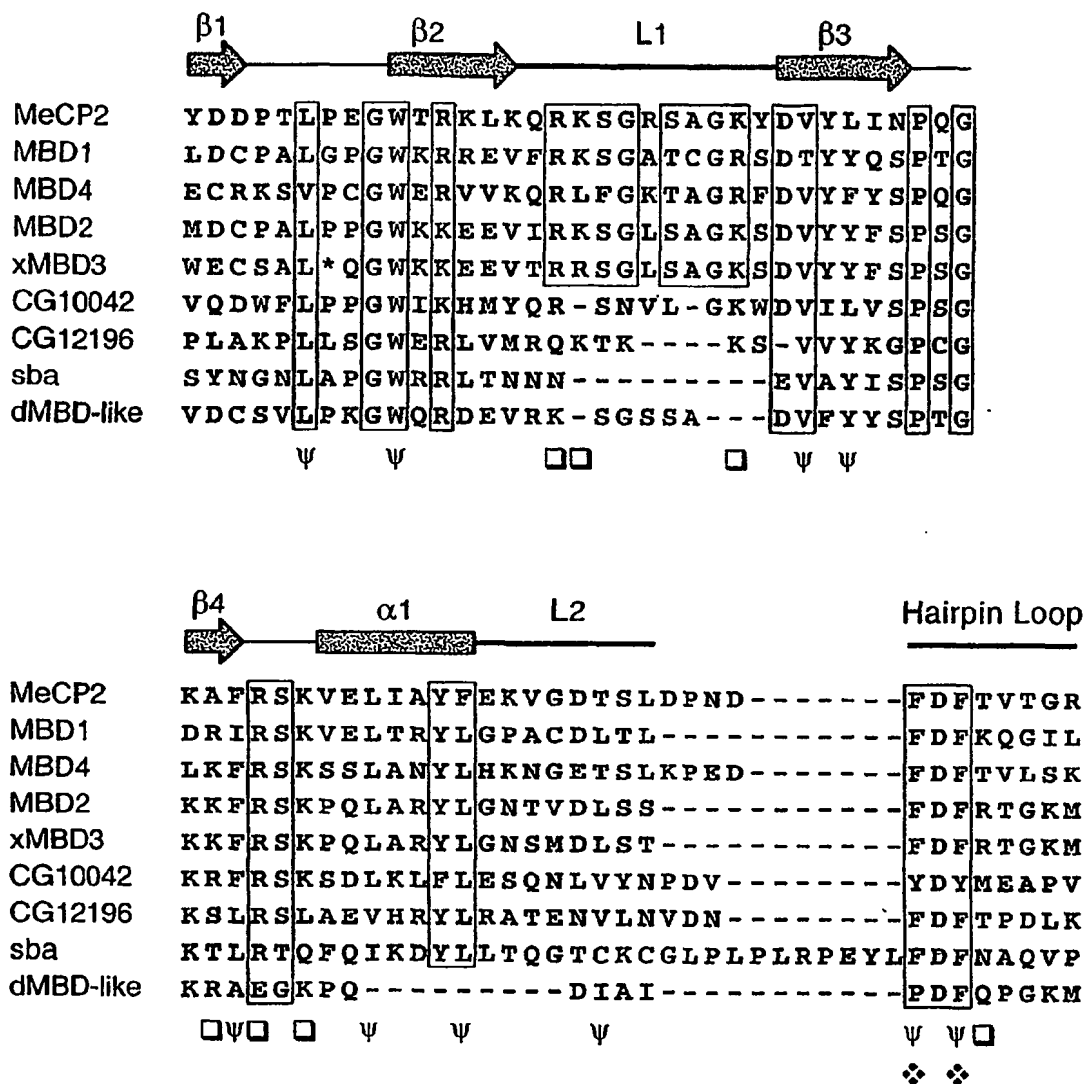 β1 β2 L1 β3
MeCP2 YDDPTLPEGWTRKLKQRKSGRSAGKYDVYLINPQG
MBD1 LDCPALGPGWKRREVFRKSGATCGRSDTYYQSPTG
MBD4 ECRKSVPCGWERVVKQRLFGKTAGRFDVYFYSPQG
MBD2 MDCPALPPGWKKEEVIRKSGLSAGKSDVYYFSPSG
xMBD3 WECSAL*QGWKKEEVTRRSGLSAGKSDVYYFSPSG
CG10042 VQDWFLPPGWIKHMYQR-SNVL-GKWDVILVSPSG
CG12196 PLAKPLLSGWERLVMRQKTK----KS-VVYKGPCG
sba SYNGNLAPGWRRLTNNN---------EVAYISPSG
dMBD-like VDCSVLPKGWQRDEVRK-SGSSA---DVFYYSPTG
ψ ψ □□ □ ψ ψ
β4 α1 L2 Hairpin Loop
MeCP2 KAFRSKVELIAYFEKVGDTSLDPND-------FDFTVTGR
MBD1 DRIRSKVELTRYLGPACDLTL-----------FDFKQGIL
MBD4 LKFRSKSSLANYLHKNGETSLKPED-------FDFTVLSK
MBD2 KKFRSKPQLARYLGNTVDLSS-----------FDFRTGKM
xMBD3 KKFRSKPQLARYLGNSMDLST-----------FDFRTGKM
CG10042 KRFRSKSDLKLFLESQNLVYNPDV--------YDYMEAPV
CG12196 KSLRSLAEVHRYLRATENVLNVDN--------FDFTPDLK
sba KTLRTQFQIKDYLLTQGTCKCGLPLPLRPEYLFDFNAQVP
dMBD-like KRAEGKPQ---------DIAI-----------PDFQPGKM
□ψ□ □ ψ ψ ψ ψ ψ□
❖ ❖